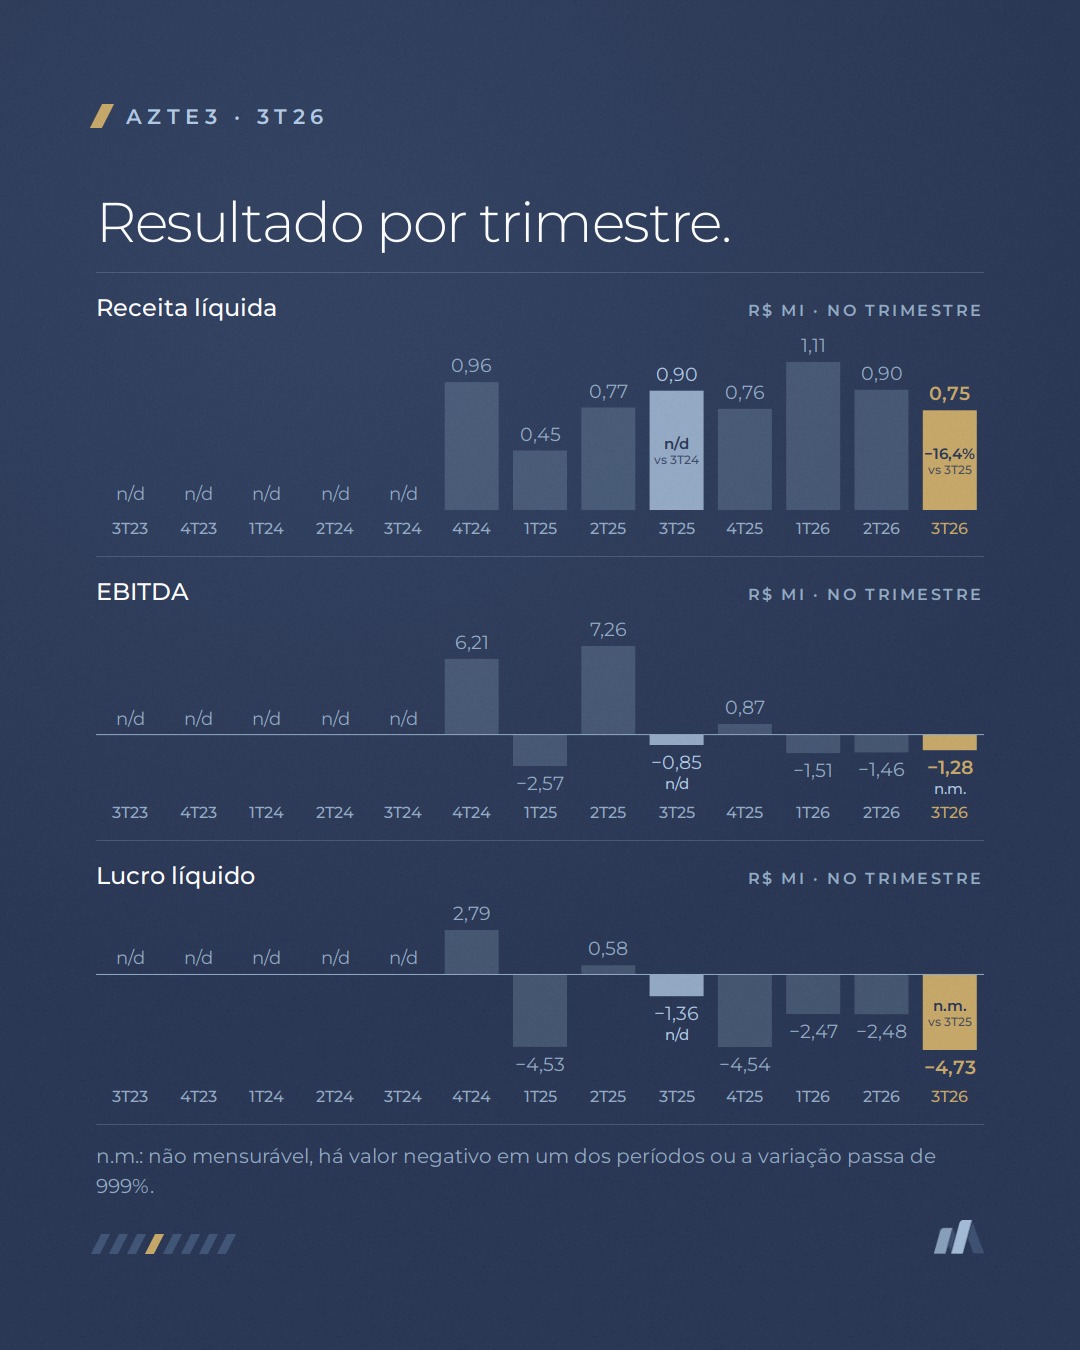 AZTE3 · 3T26
Resultado por trimestre.
Receita líquida
R$ MI · NO TRIMESTRE
n/d n/d n/d n/d n/d 0,96 0,45 0,77 0,90 0,76 1,11 0,90 0,75
n/d
vs 3T24
−16,4%
vs 3T25
3T23 4T23 1T24 2T24 3T24 4T24 1T25 2T25 3T25 4T25 1T26 2T26 3T26
EBITDA
R$ MI · NO TRIMESTRE
n/d n/d n/d n/d n/d 6,21 −2,57 7,26 −0,85 0,87 −1,51 −1,46 −1,28
n/d
n.m.
3T23 4T23 1T24 2T24 3T24 4T24 1T25 2T25 3T25 4T25 1T26 2T26 3T26
Lucro líquido
R$ MI · NO TRIMESTRE
n/d n/d n/d n/d n/d 2,79 −4,53 0,58 −1,36 −4,54 −2,47 −2,48 −4,73
n/d
n.m.
vs 3T25
3T23 4T23 1T24 2T24 3T24 4T24 1T25 2T25 3T25 4T25 1T26 2T26 3T26
n.m.: não mensurável, há valor negativo em um dos períodos ou a variação passa de
999%.